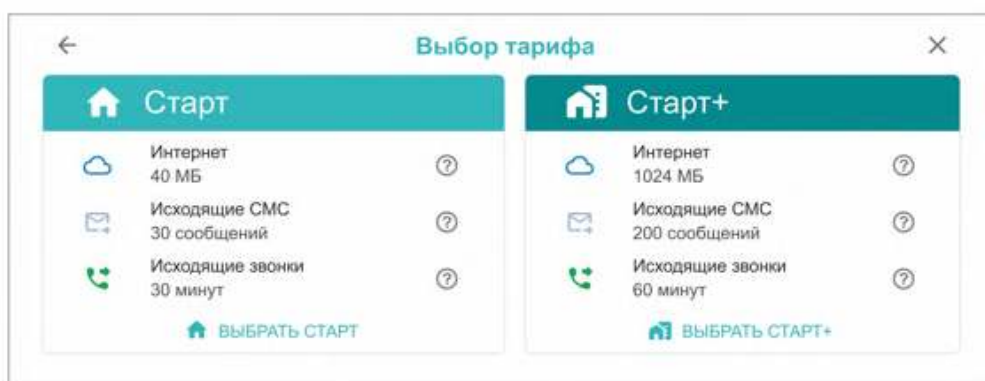 Выбор тарифа
Старт
Интернет
40 МБ
Исходящие СМС
30 сообщений
Исходящие звонки
30 минут
ВЫБРАТЬ СТАРТ
Старт+
Интернет
1024 МБ
Исходящие СМС
200 сообщений
Исходящие звонки
60 минут
ВЫБРАТЬ СТАРТ+